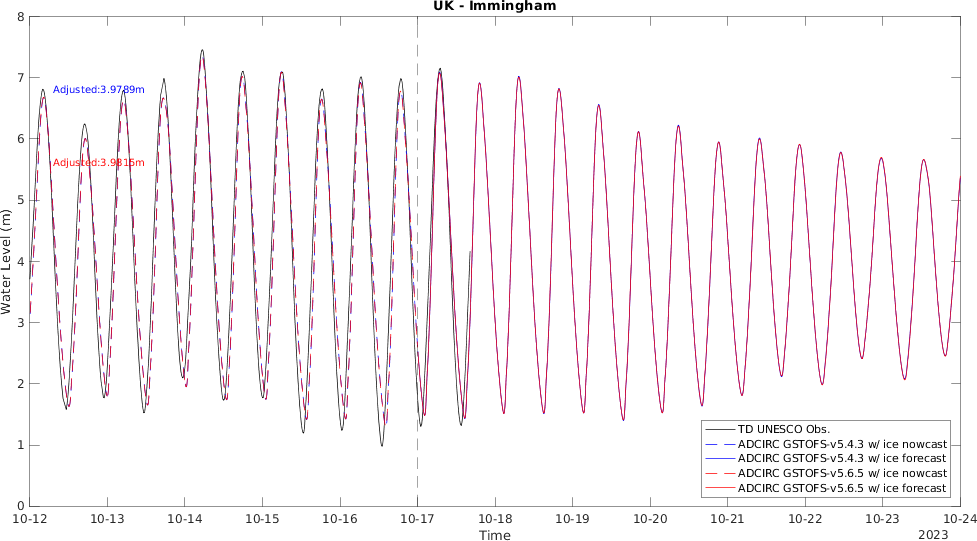 UK - Immingham
8
7
6
5
4
3
2
1
0
Water Level (m)
Adjusted:3.9789m
Adjusted:3.9815m
TD UNESCO Obs.
ADCIRC GSTOFS-v5.4.3 w/ ice nowcast
ADCIRC GSTOFS-v5.4.3 w/ ice forecast
ADCIRC GSTOFS-v5.6.5 w/ ice nowcast
ADCIRC GSTOFS-v5.6.5 w/ ice forecast
10-12 10-13 10-14 10-15 10-16 10-17 10-18 10-19 10-20 10-21 10-22 10-23 10-24
Time
2023